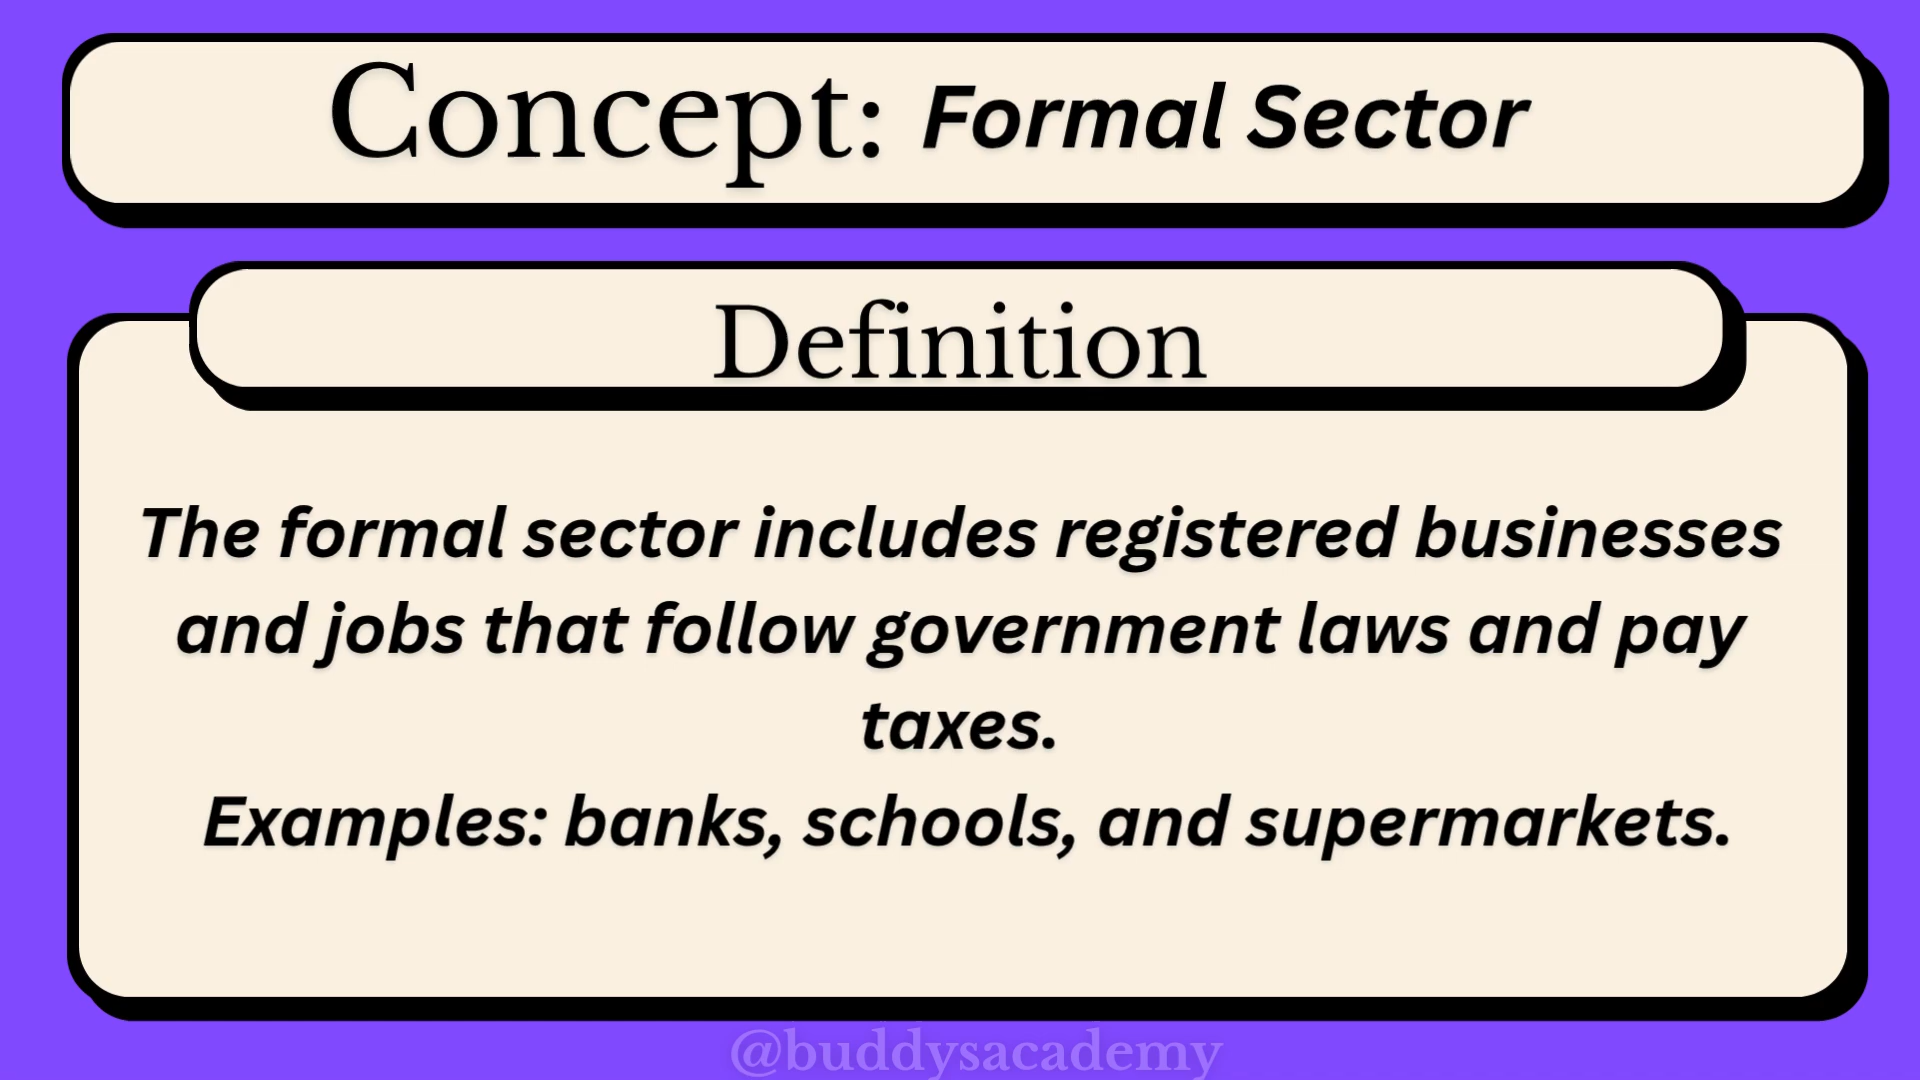 Concept: Formal Sector
Definition
The formal sector includes registered businesses
and jobs that follow government laws and pay
taxes.
Examples: banks, schools, and supermarkets.
@buddysacademy